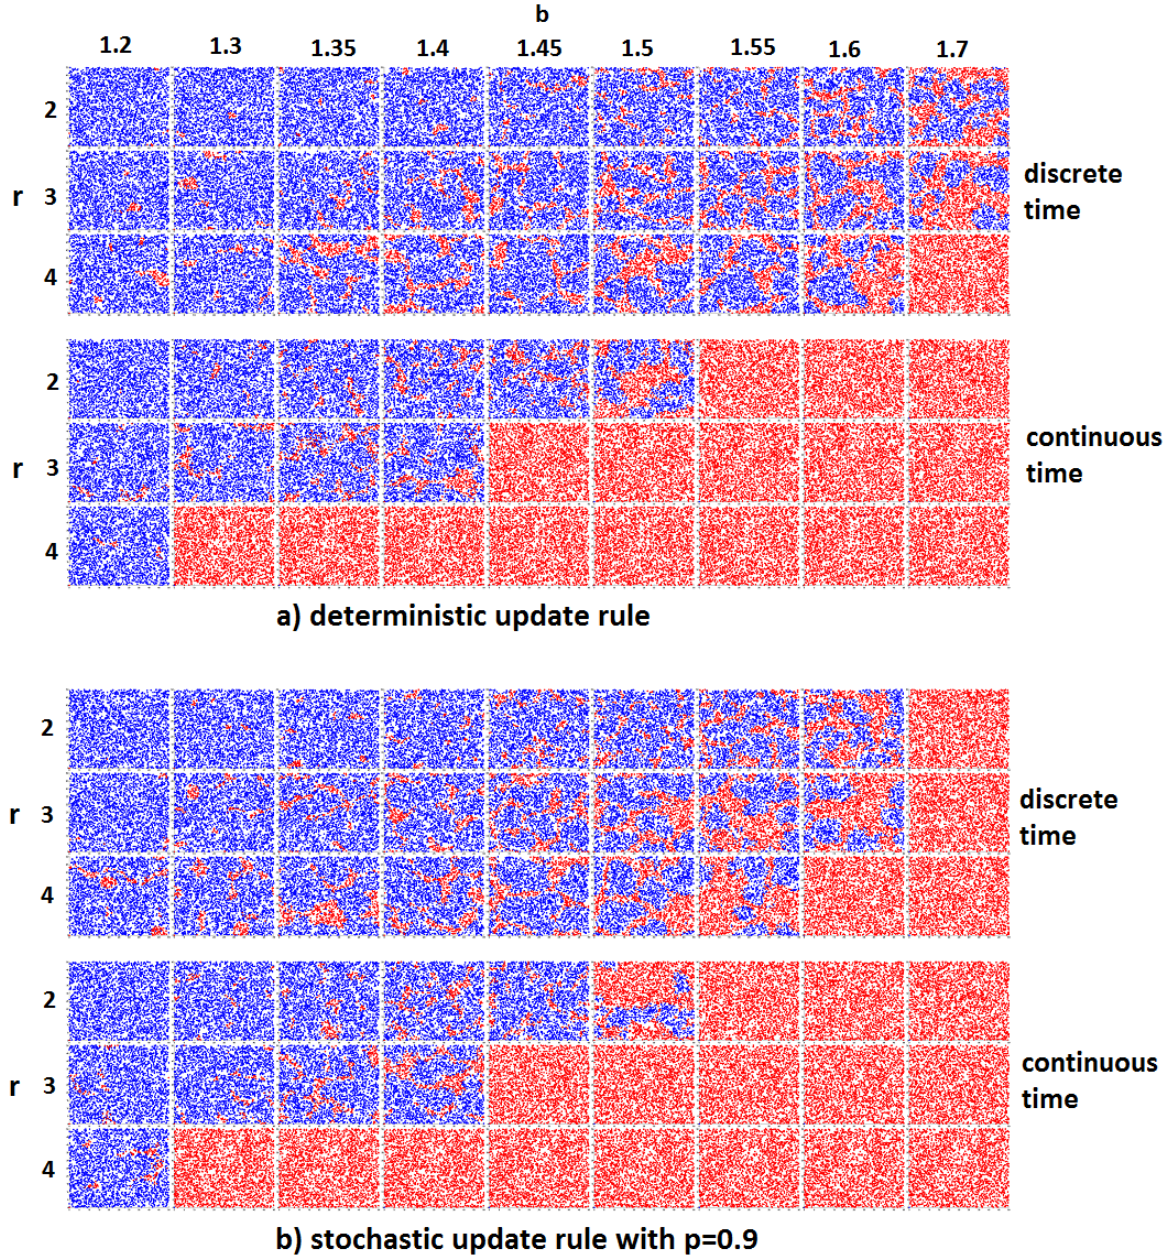 b
1.2 1.3 1.35 1.4 1.45 1.5 1.55 1.6 1.7
2
r 3
4
discrete
time
2
r 3
4
continuous
time
a) deterministic update rule
2
r 3
4
discrete
time
2
r 3
4
continuous
time
b) stochastic update rule with p=0.9